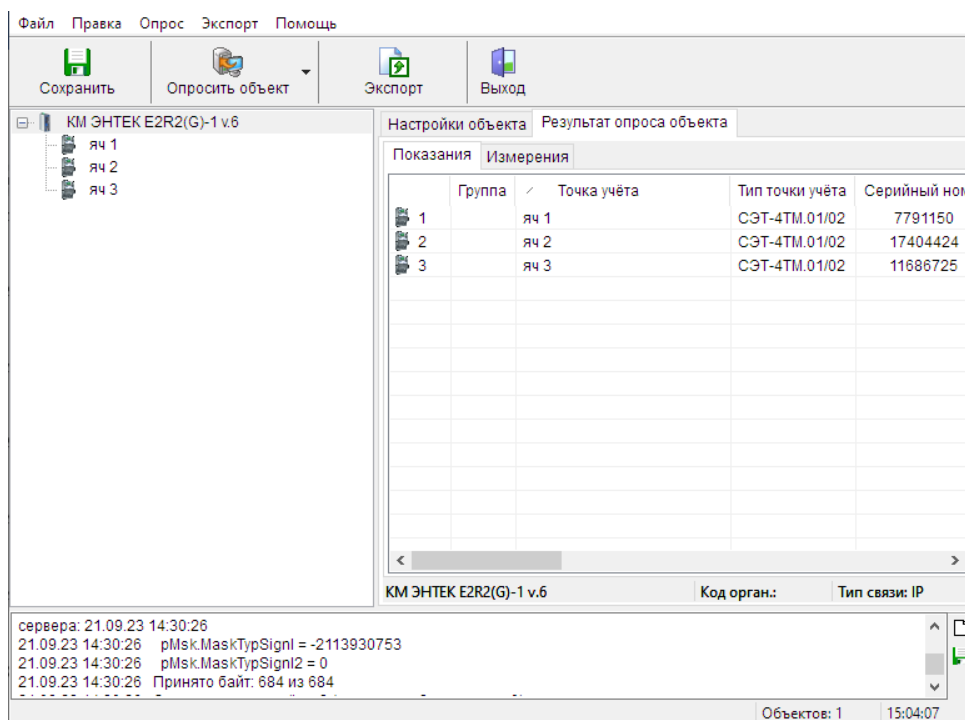 Файл Правка Опрос Экспорт Помощь
Сохранить Опросить объект Экспорт Выход
КМ ЭНТЕК E2R2(G)-1 v.6
яч 1
яч 2
яч 3
Настройки объекта Результат опроса объекта
Показания Измерения
Группа Точка учёта Тип точки учёта Серийный ном
1 яч 1 СЭТ-4ТМ.01/02 7791150
2 яч 2 СЭТ-4ТМ.01/02 17404424
3 яч 3 СЭТ-4ТМ.01/02 11686725
КМ ЭНТЕК E2R2(G)-1 v.6 Код орган.: Тип связи: IP
сервера: 21.09.23 14:30:26
21.09.23 14:30:26 pMsk.MaskTypSignI = -2113930753
21.09.23 14:30:26 pMsk.MaskTypSignI2 = 0
21.09.23 14:30:26 Принято байт: 684 из 684
Объектов: 1 15:04:07